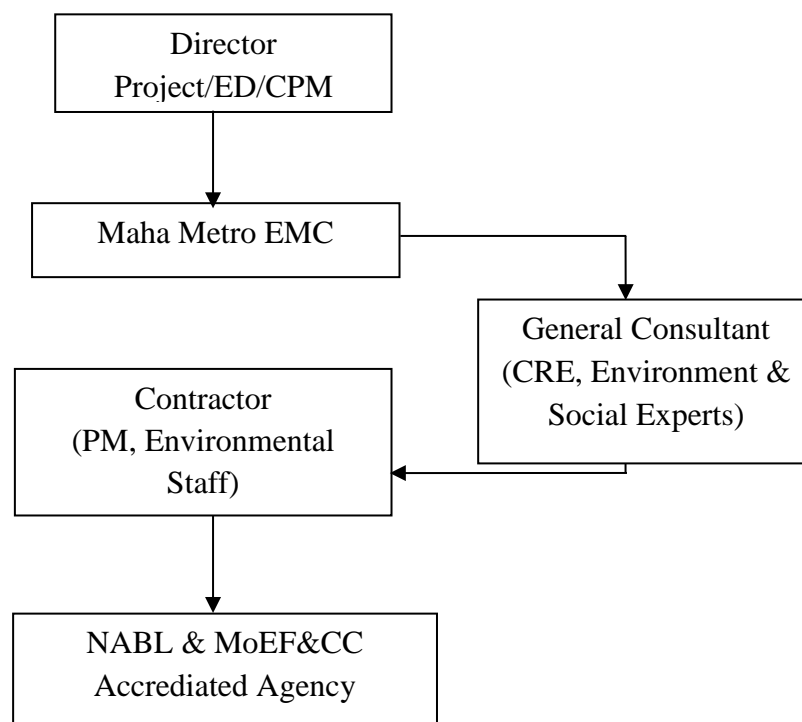 Director
Project/ED/CPM
Maha Metro EMC
General Consultant
(CRE, Environment &
Social Experts)
Contractor
(PM, Environmental
Staff)
NABL & MoEF&CC
Accrediated Agency